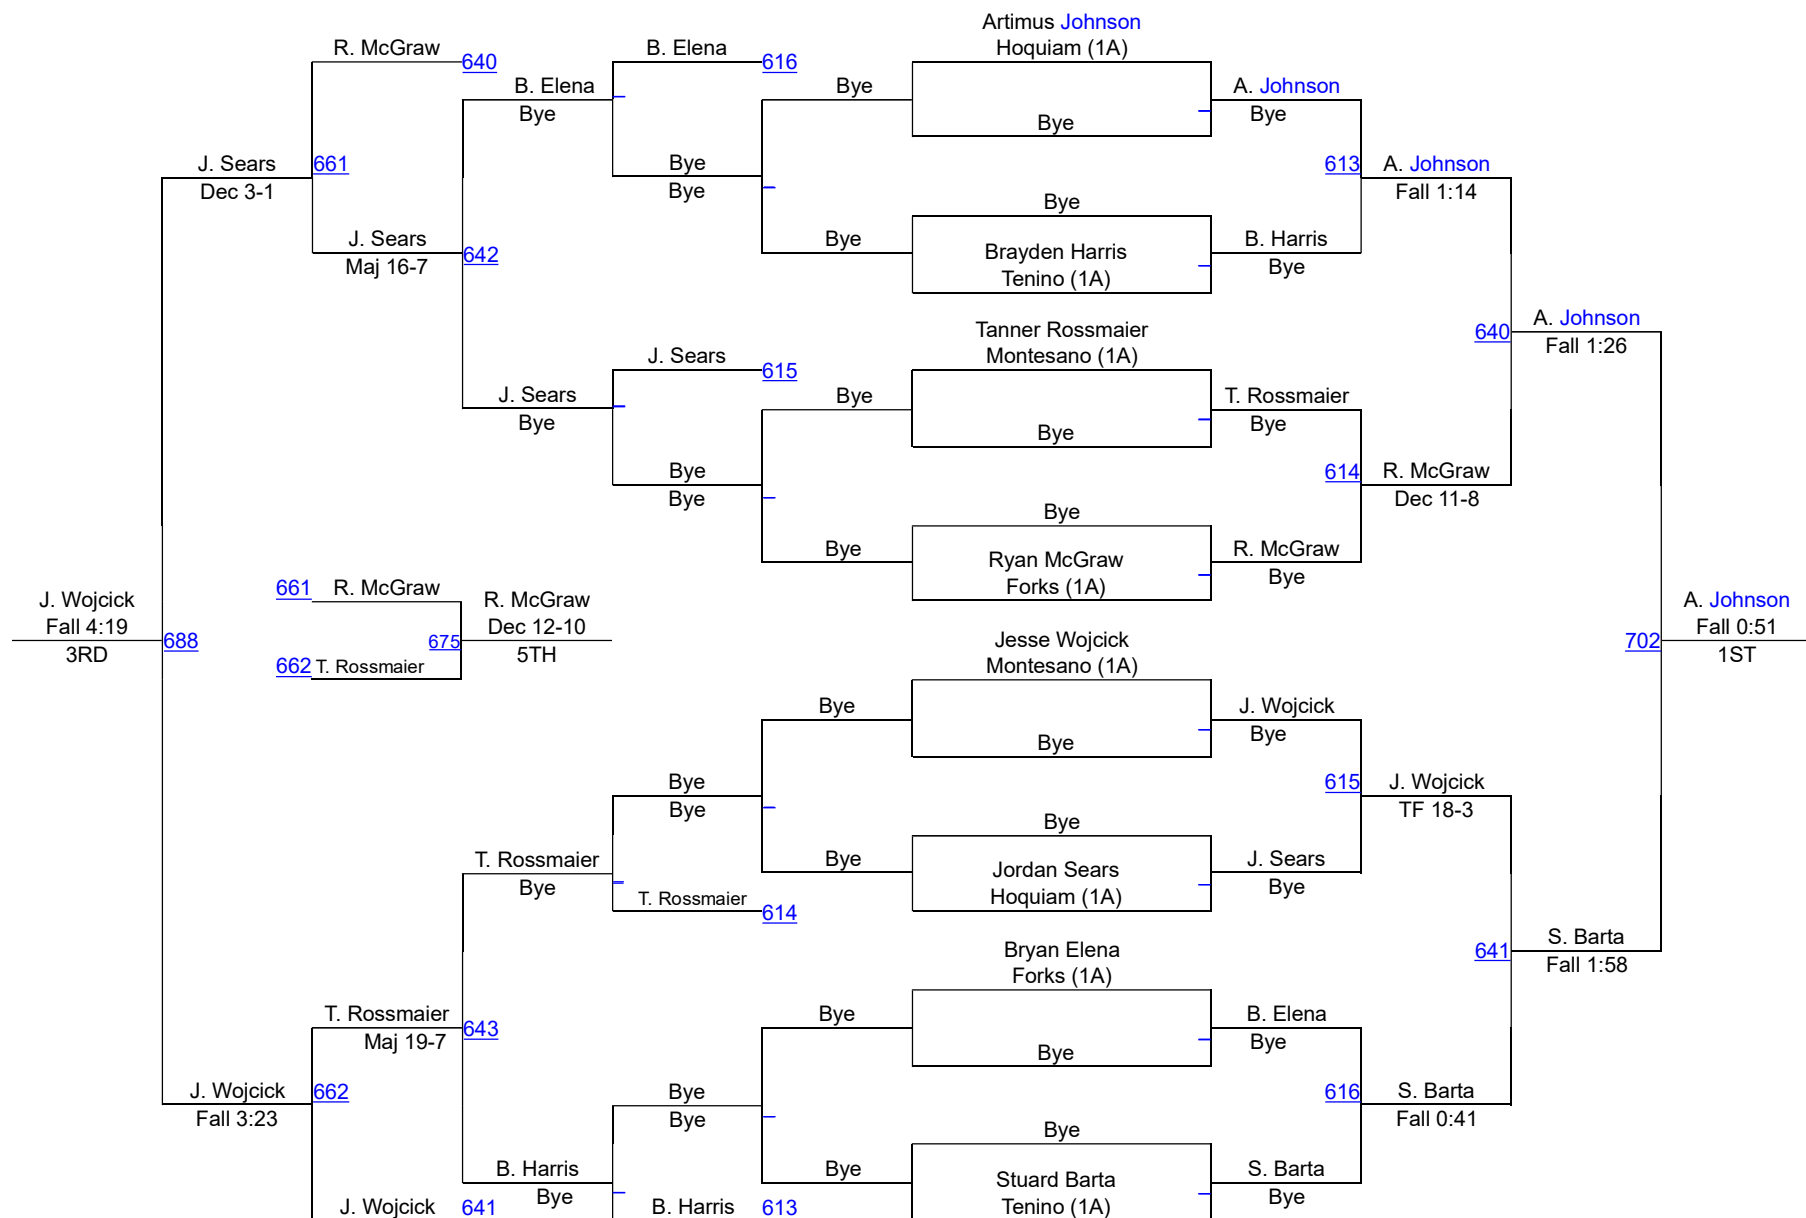 Artimus Johnson
Hoquiam (1A)
R. McGraw
640
B. Elena
616
B. Elena
Bye
Bye
A. Johnson
Bye
Bye
J. Sears
Dec 3-1
661
Bye
Bye
613
A. Johnson
Fall 1:14
Bye
J. Sears
Maj 16-7
642
Bye
Brayden Harris
Tenino (1A)
B. Harris
Bye
Tanner Rossmaier
Montesano (1A)
640
A. Johnson
Fall 1:26
J. Sears
615
J. Sears
Bye
Bye
T. Rossmaier
Bye
Bye
Bye
Bye
614
R. McGraw
Dec 11-8
Bye
Bye
Ryan McGraw
Forks (1A)
R. McGraw
Bye
J. Wojcick
Fall 4:19
3RD
688
661
R. McGraw
662
T. Rossmaier
675
R. McGraw
Dec 12-10
5TH
702
A. Johnson
Fall 0:51
1ST
Jesse Wojcick
Montesano (1A)
Bye
J. Wojcick
Bye
Bye
Bye
Bye
615
J. Wojcick
TF 18-3
Bye
T. Rossmaier
Bye
Bye
Jordan Sears
Hoquiam (1A)
J. Sears
Bye
T. Rossmaier
614
Bryan Elena
Forks (1A)
641
S. Barta
Fall 1:58
T. Rossmaier
Maj 19-7
643
Bye
B. Elena
Bye
Bye
J. Wojcick
Fall 3:23
662
Bye
Bye
616
S. Barta
Fall 0:41
Bye
B. Harris
Bye
Bye
Stuard Barta
Tenino (1A)
S. Barta
Bye
J. Wojcick
641
B. Harris
613